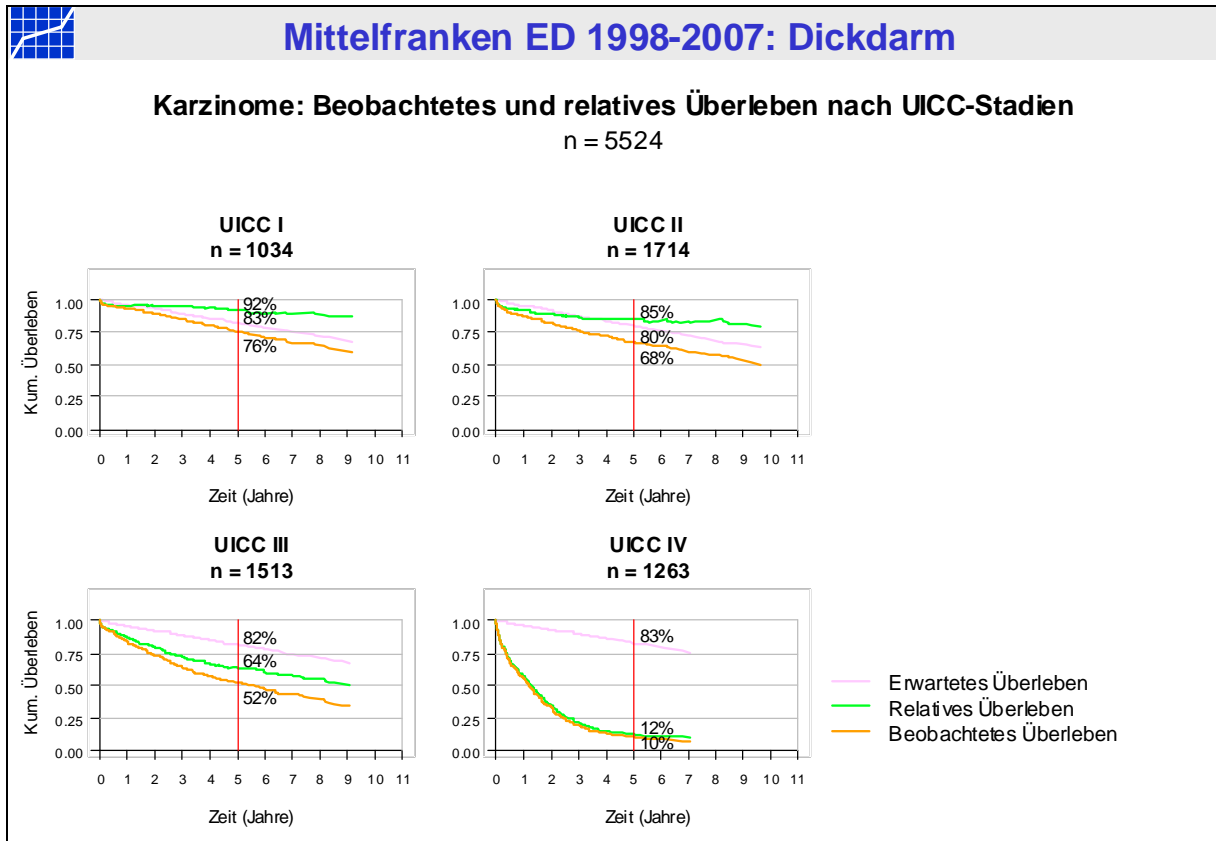 Mittelfranken ED 1998-2007: Dickdarm
Karzinome: Beobachtetes und relatives Überleben nach UICC-Stadien
n = 5524
UICC I
n = 1034
Kum. Überleben
1.00
0.75
0.50
0.25
0.00
92%
83%
76%
0 1 2 3 4 5 6 7 8 9 10 11
Zeit (Jahre)
UICC II
n = 1714
1.00
0.75
0.50
0.25
0.00
85%
80%
68%
0 1 2 3 4 5 6 7 8 9 10 11
Zeit (Jahre)
UICC III
n = 1513
Kum. Überleben
1.00
0.75
0.50
0.25
0.00
82%
64%
52%
0 1 2 3 4 5 6 7 8 9 10 11
Zeit (Jahre)
UICC IV
n = 1263
1.00
0.75
0.50
0.25
0.00
83%
12%
10%
0 1 2 3 4 5 6 7 8 9 10 11
Zeit (Jahre)
Erwartetes Überleben
Relatives Überleben
Beobachtetes Überleben